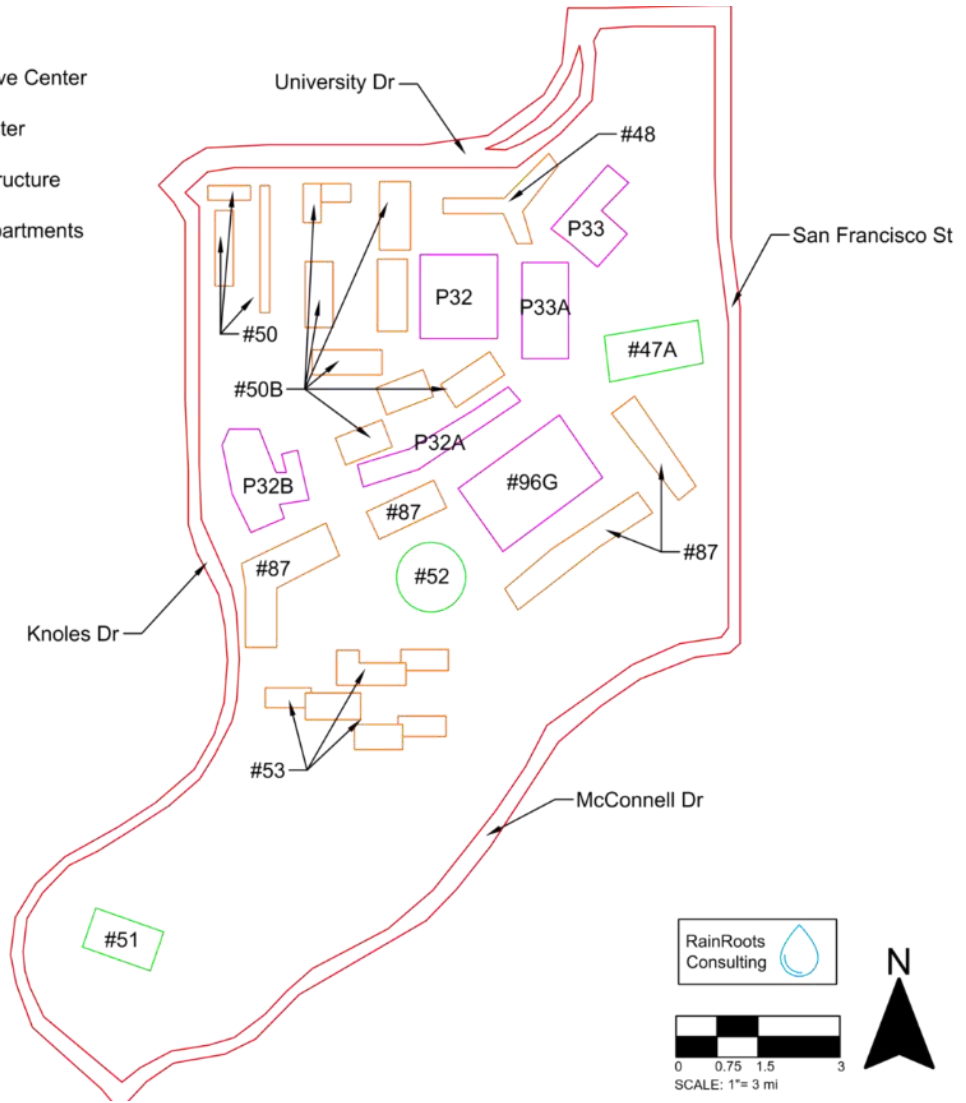 ve Center
ter
ructure
partments
University Dr
#48
P33
San Francisco St
P32
P33A
#50
#47A
#50B
P32A
P32B
#96G
#87
#87
#87
#52
Knoles Dr
#53
McConnell Dr
#51
RainRoots
Consulting
N
0 0.75 1.5 3
SCALE: 1"= 3 mi